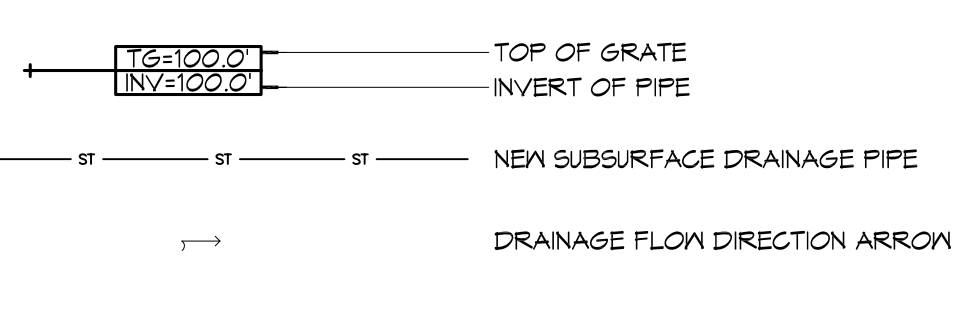 TG=100.0' TOP OF GRATE
INV=100.0' INVERT OF PIPE
ST ST ST NEW SUBSURFACE DRAINAGE PIPE
DRAINAGE FLOW DIRECTION ARROW